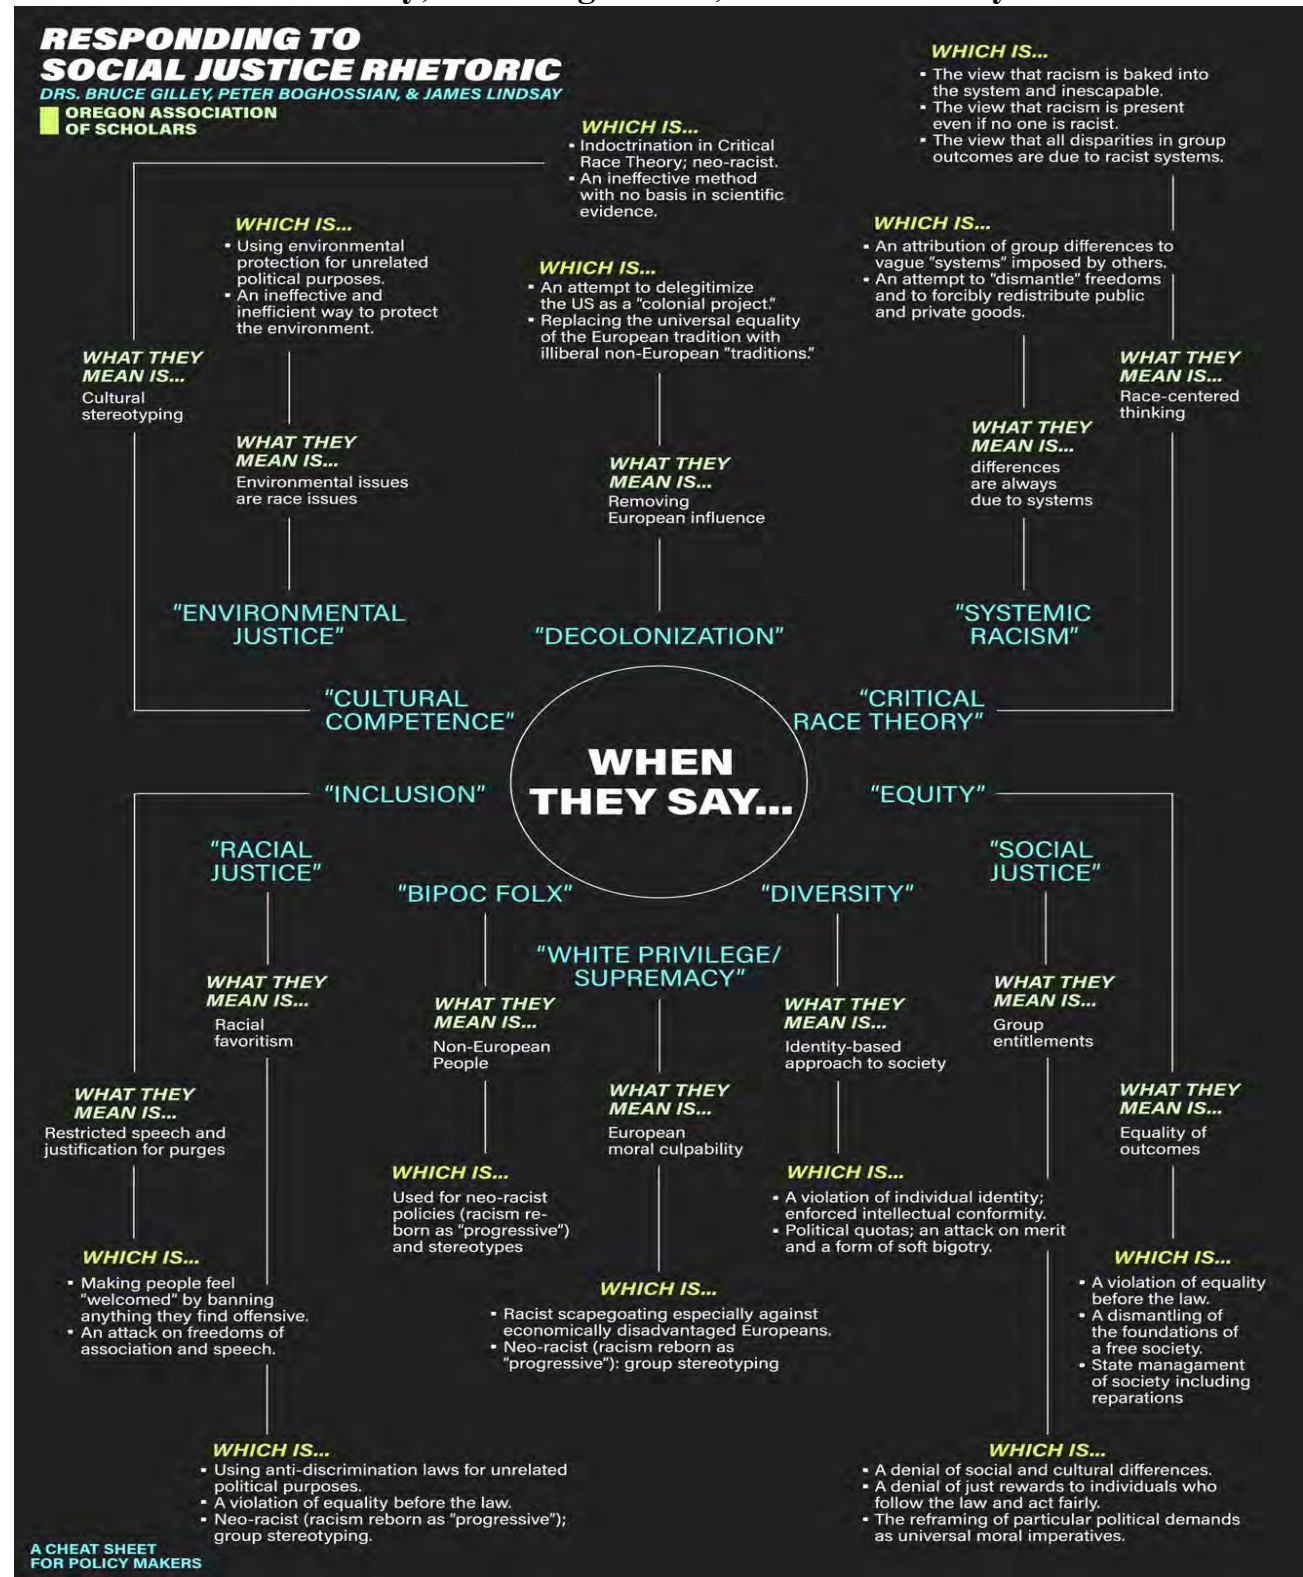 RESPONDING TO
SOCIAL JUSTICE RHETORIC
DRS. BRUCE GILLEY, PETER BOGHOSSIAN, & JAMES LINDSAY
OREGON ASSOCIATION
OF SCHOLARS
WHICH IS...
▪ The view that racism is baked into
the system and inescapable.
▪ The view that racism is present
even if no one is racist.
▪ The view that all disparities in group
outcomes are due to racist systems.
WHICH IS...
▪ Indoctrination in Critical
Race Theory; neo-racist.
▪ An ineffective method
with no basis in scientific
evidence.
WHICH IS...
▪ Using environmental
protection for unrelated
political purposes.
▪ An ineffective and
inefficient way to protect
the environment.
WHICH IS...
▪ An attempt to delegitimize
the US as a "colonial project."
▪ Replacing the universal equality
of the European tradition with
illiberal non-European "traditions."
WHICH IS...
▪ An attribution of group differences to
vague "systems" imposed by others.
▪ An attempt to "dismantle" freedoms
and to forcibly redistribute public
and private goods.
WHAT THEY
MEAN IS...
Cultural
stereotyping
WHAT THEY
MEAN IS...
Environmental issues
are race issues
WHAT THEY
MEAN IS...
Removing
European influence
WHAT THEY
MEAN IS...
differences
are always
due to systems
WHAT THEY
MEAN IS...
Race-centered
thinking
"ENVIRONMENTAL
JUSTICE"
"DECOLONIZATION"
"SYSTEMIC
RACISM"
"CULTURAL
COMPETENCE"
"CRITICAL
RACE THEORY"
WHEN
THEY SAY...
"INCLUSION"
"EQUITY"
"RACIAL
JUSTICE"
"BIPOC FOLX"
"WHITE PRIVILEGE/
SUPREMACY"
"DIVERSITY"
"SOCIAL
JUSTICE"
WHAT THEY
MEAN IS...
Racial
favoritism
WHAT THEY
MEAN IS...
Non-European
People
WHAT THEY
MEAN IS...
Identity-based
approach to society
WHAT THEY
MEAN IS...
Group
entitlements
WHAT THEY
MEAN IS...
Restricted speech and
justification for purges
WHAT THEY
MEAN IS...
European
moral culpability
WHAT THEY
MEAN IS...
Equality of
outcomes
WHICH IS...
Used for neo-racist
policies (racism re-
born as "progressive")
and stereotypes
WHICH IS...
▪ A violation of individual identity;
enforced intellectual conformity.
▪ Political quotas; an attack on merit
and a form of soft bigotry.
WHICH IS...
▪ Making people feel
"welcomed" by banning
anything they find offensive.
▪ An attack on freedoms of
association and speech.
WHICH IS...
▪ Racist scapegoating especially against
economically disadvantaged Europeans.
▪ Neo-racist (racism reborn as
"progressive"): group stereotyping
WHICH IS...
▪ A violation of equality
before the law.
▪ A dismantling of
the foundations of
a free society.
▪ State managament
of society including
reparations
WHICH IS...
▪ Using anti-discrimination laws for unrelated
political purposes.
▪ A violation of equality before the law.
▪ Neo-racist (racism reborn as "progressive");
group stereotyping.
WHICH IS...
▪ A denial of social and cultural differences.
▪ A denial of just rewards to individuals who
follow the law and act fairly.
▪ The reframing of particular political demands
as universal moral imperatives.
A CHEAT SHEET
FOR POLICY MAKERS